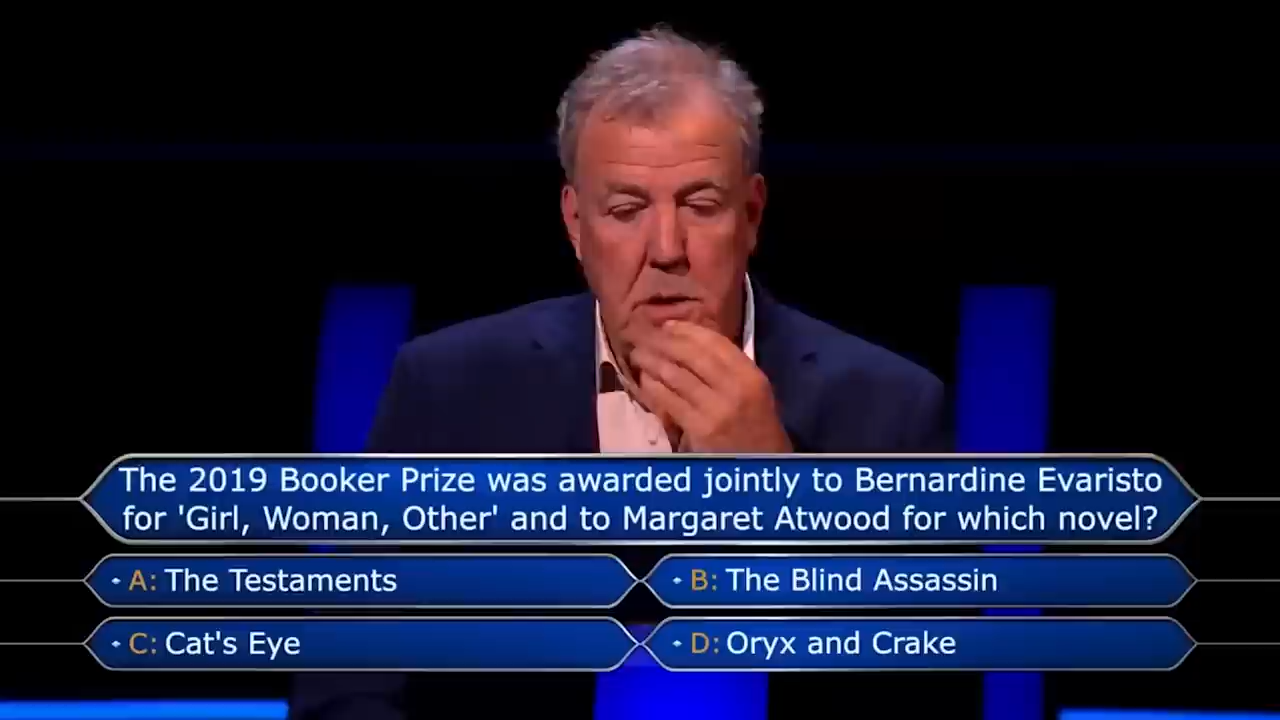 The 2019 Booker Prize was awarded jointly to Bernardine Evaristo
for 'Girl, Woman, Other' and to Margaret Atwood for which novel?
A: The Testaments
B: The Blind Assassin
C: Cat's Eye
D: Oryx and Crake